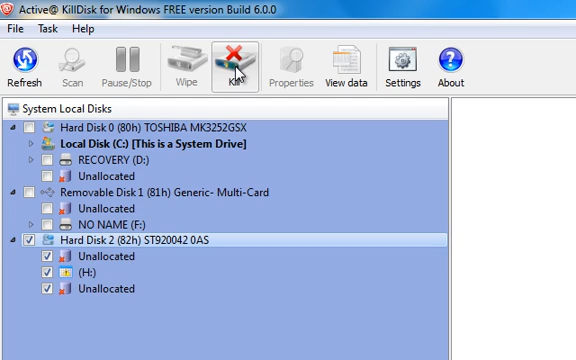 Active@ KillDisk for Windows FREE version Build 6.0.0
File Task Help
Refresh Scan Pause/Stop Wipe Kill Properties View data Settings About
System Local Disks
Hard Disk 0 (80h) TOSHIBA MK3252GSX
Local Disk (C:) [This is a System Drive]
RECOVERY (D:)
Unallocated
Removable Disk 1 (81h) Generic- Multi-Card
Unallocated
NO NAME (F:)
Hard Disk 2 (82h) ST920042 0AS
Unallocated
(H:)
Unallocated